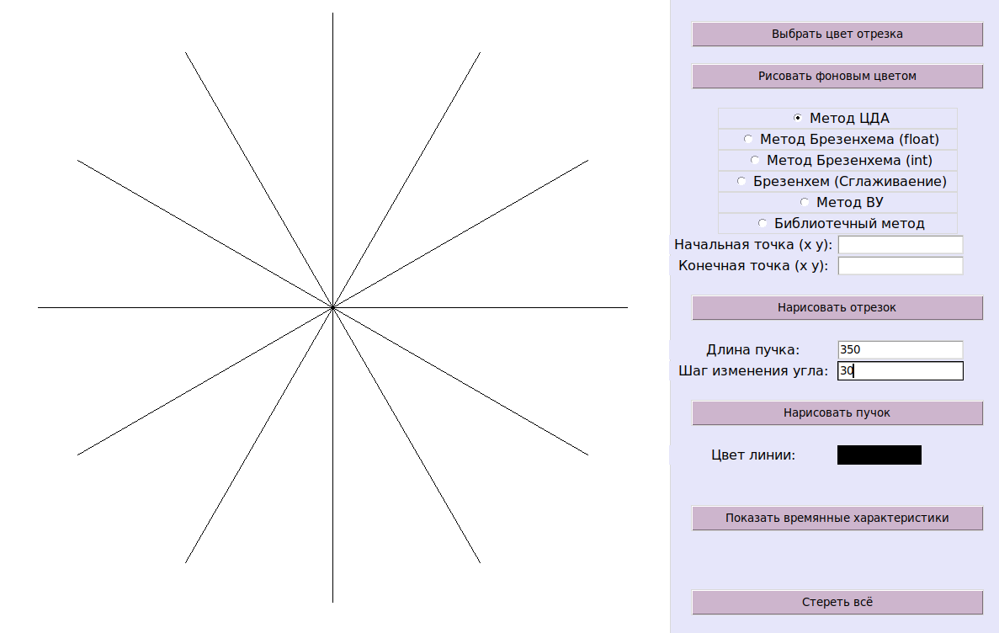 Выбрать цвет отрезка
Рисовать фоновым цветом
Метод ЦДА
Метод Брезенхема (float)
Метод Брезенхема (int)
Брезенхем (Сглаживаение)
Метод ВУ
Библиотечный метод
Начальная точка (x y):
Конечная точка (x y):
Нарисовать отрезок
Длина пучка: 350
Шаг изменения угла: 30
Нарисовать пучок
Цвет линии:
Показать времянные характеристики
Стереть всё